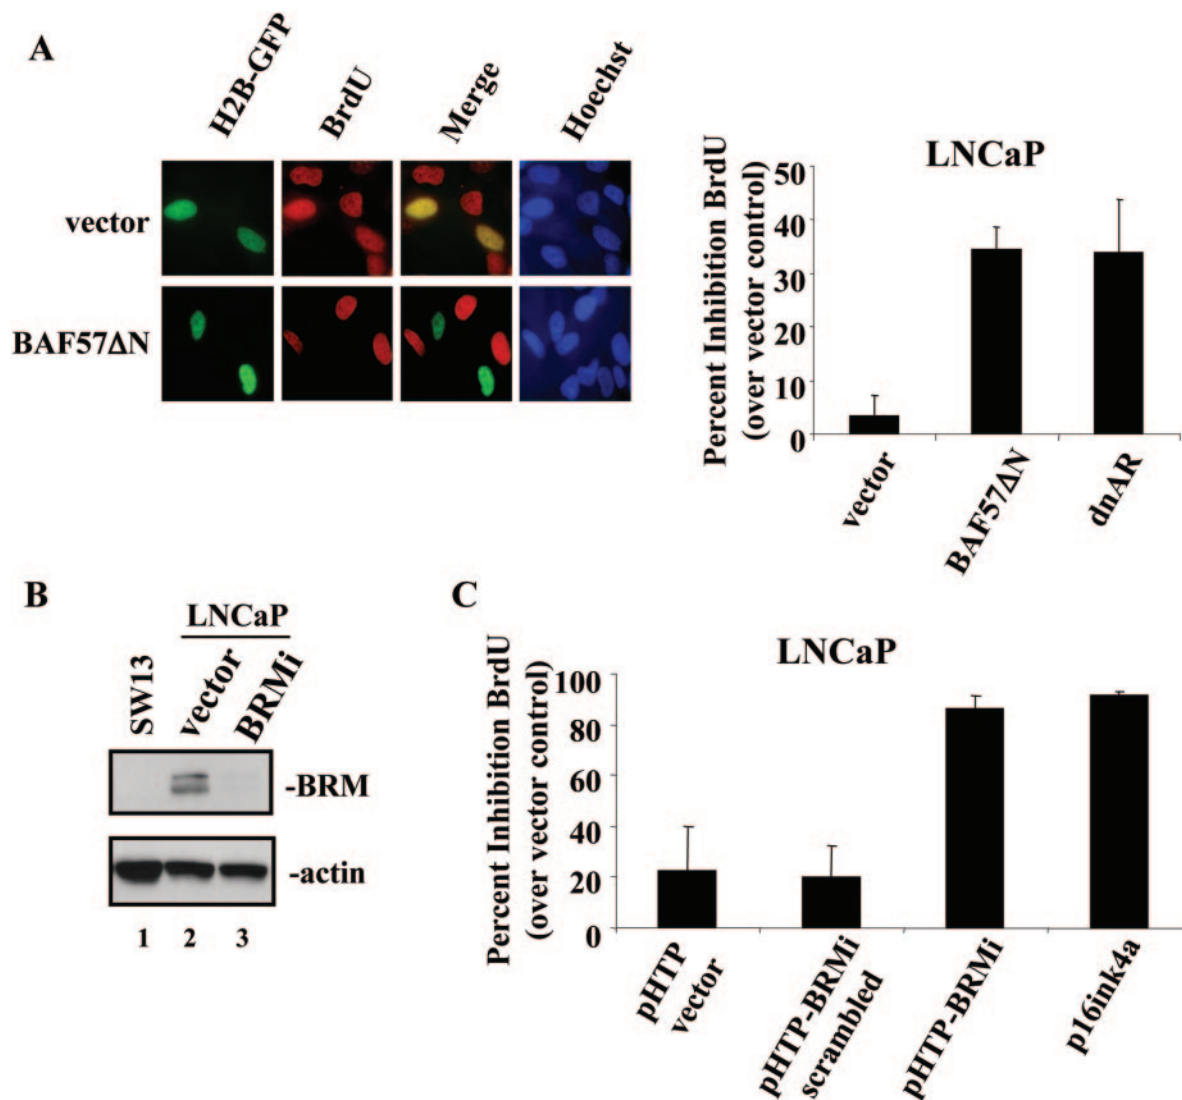 A
H2B-GFP
BrdU
Merge
Hoechst
vector
BAF57ΔN
LNCaP
Percent Inhibition BrdU
(over vector control)
50
40
30
20
10
0
vector
BAF57ΔN
dnAR
B
LNCaP
SW13
vector
BRMi
-BRM
-actin
1 2 3
C
LNCaP
Percent Inhibition BrdU
(over vector control)
100
80
60
40
20
0
pHTP
vector
pHTP-BRMi
scrambled
pHTP-BRMi
p16ink4a